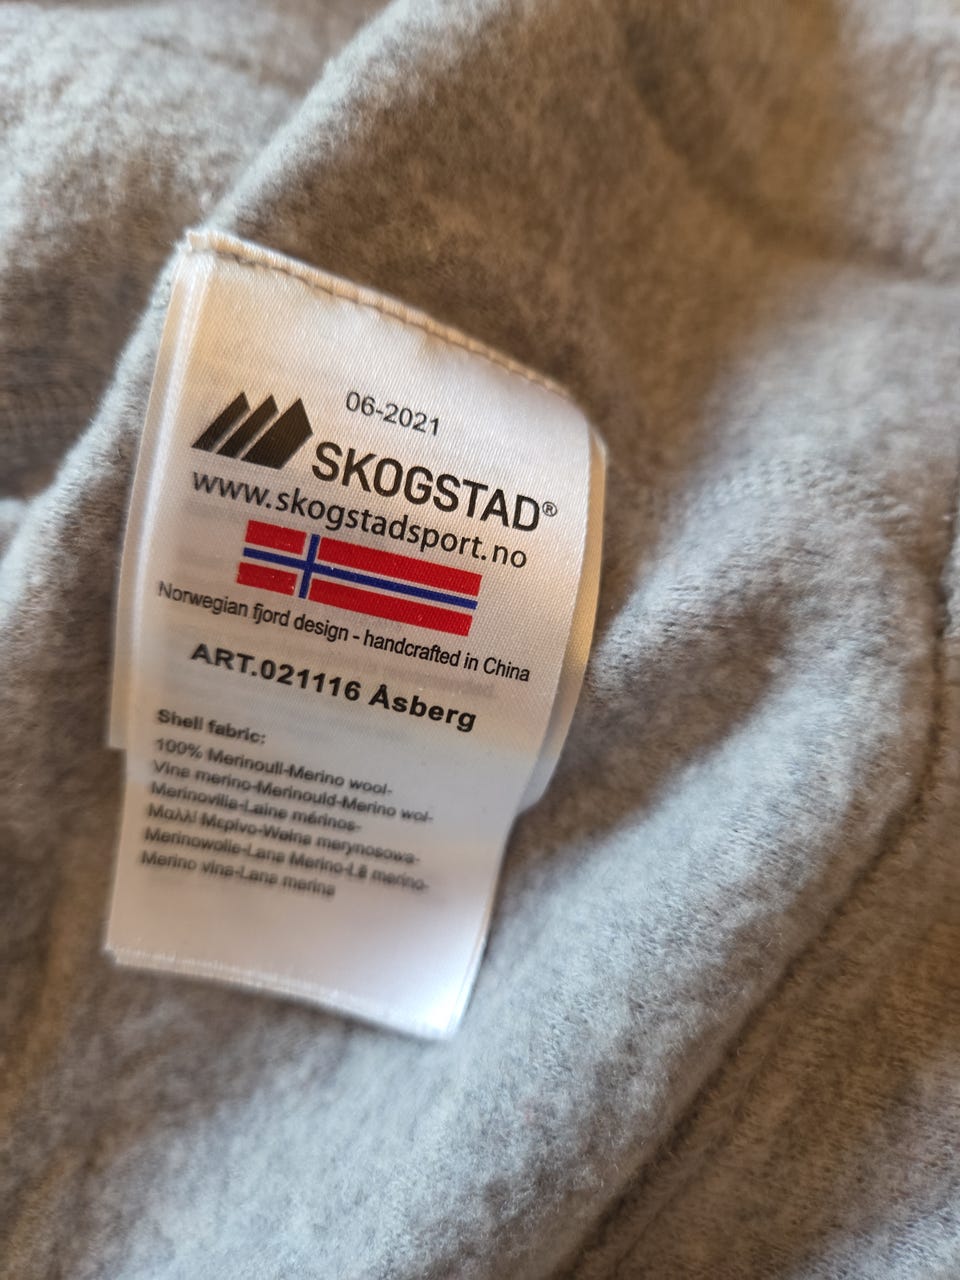 06-2021
SKOGSTAD®
www.skogstadsport.no
Norwegian fjord design - handcrafted in China
ART.021116 Åsberg
Shell fabric:
100% Merinoull-Merino wool-
Vine merino-Merinould-Merino wol-
Merinovilla-Laine mérinos-
Μαλλί Μερίνο-Wełna merynosowa-
Merinowolle-Lana Merino-Lã merino-
Merino vlna-Lana merina